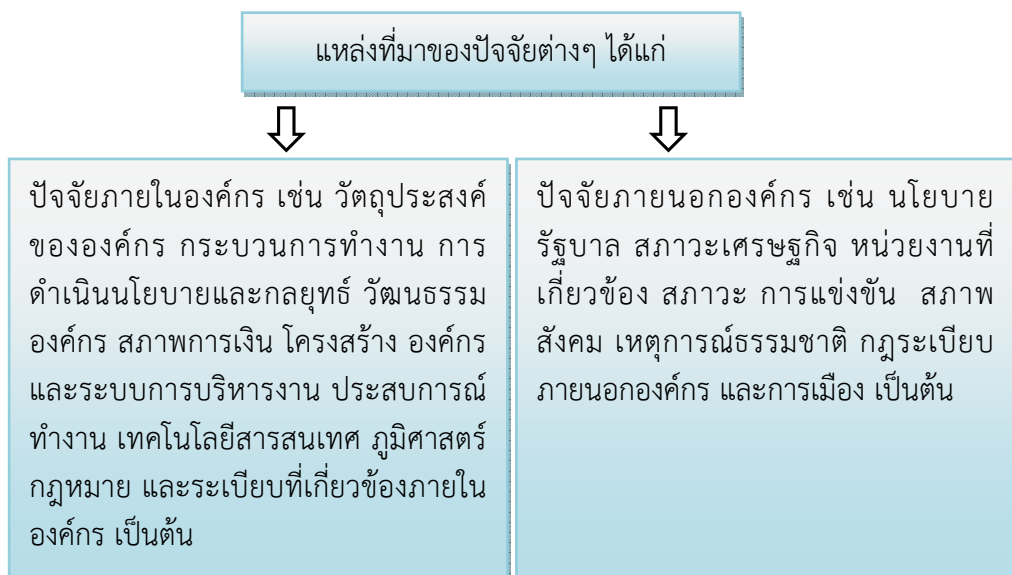 แหล่งที่มาของปัจจัยต่างๆ ได้แก่
ปัจจัยภายในองค์กร เช่น วัตถุประสงค์
ขององค์กร กระบวนการทำงาน การ
ดำเนินนโยบายและกลยุทธ์ วัฒนธรรม
องค์กร สภาพการเงิน โครงสร้าง องค์กร
และระบบการบริหารงาน ประสบการณ์
ทำงาน เทคโนโลยีสารสนเทศ ภูมิศาสตร์
กฎหมาย และระเบียบที่เกี่ยวข้องภายใน
องค์กร เป็นต้น
ปัจจัยภายนอกองค์กร เช่น นโยบาย
รัฐบาล สภาวะเศรษฐกิจ หน่วยงานที่
เกี่ยวข้อง สภาวะ การแข่งขัน สภาพ
สังคม เหตุการณ์ธรรมชาติ กฎระเบียบ
ภายนอกองค์กร และการเมือง เป็นต้น